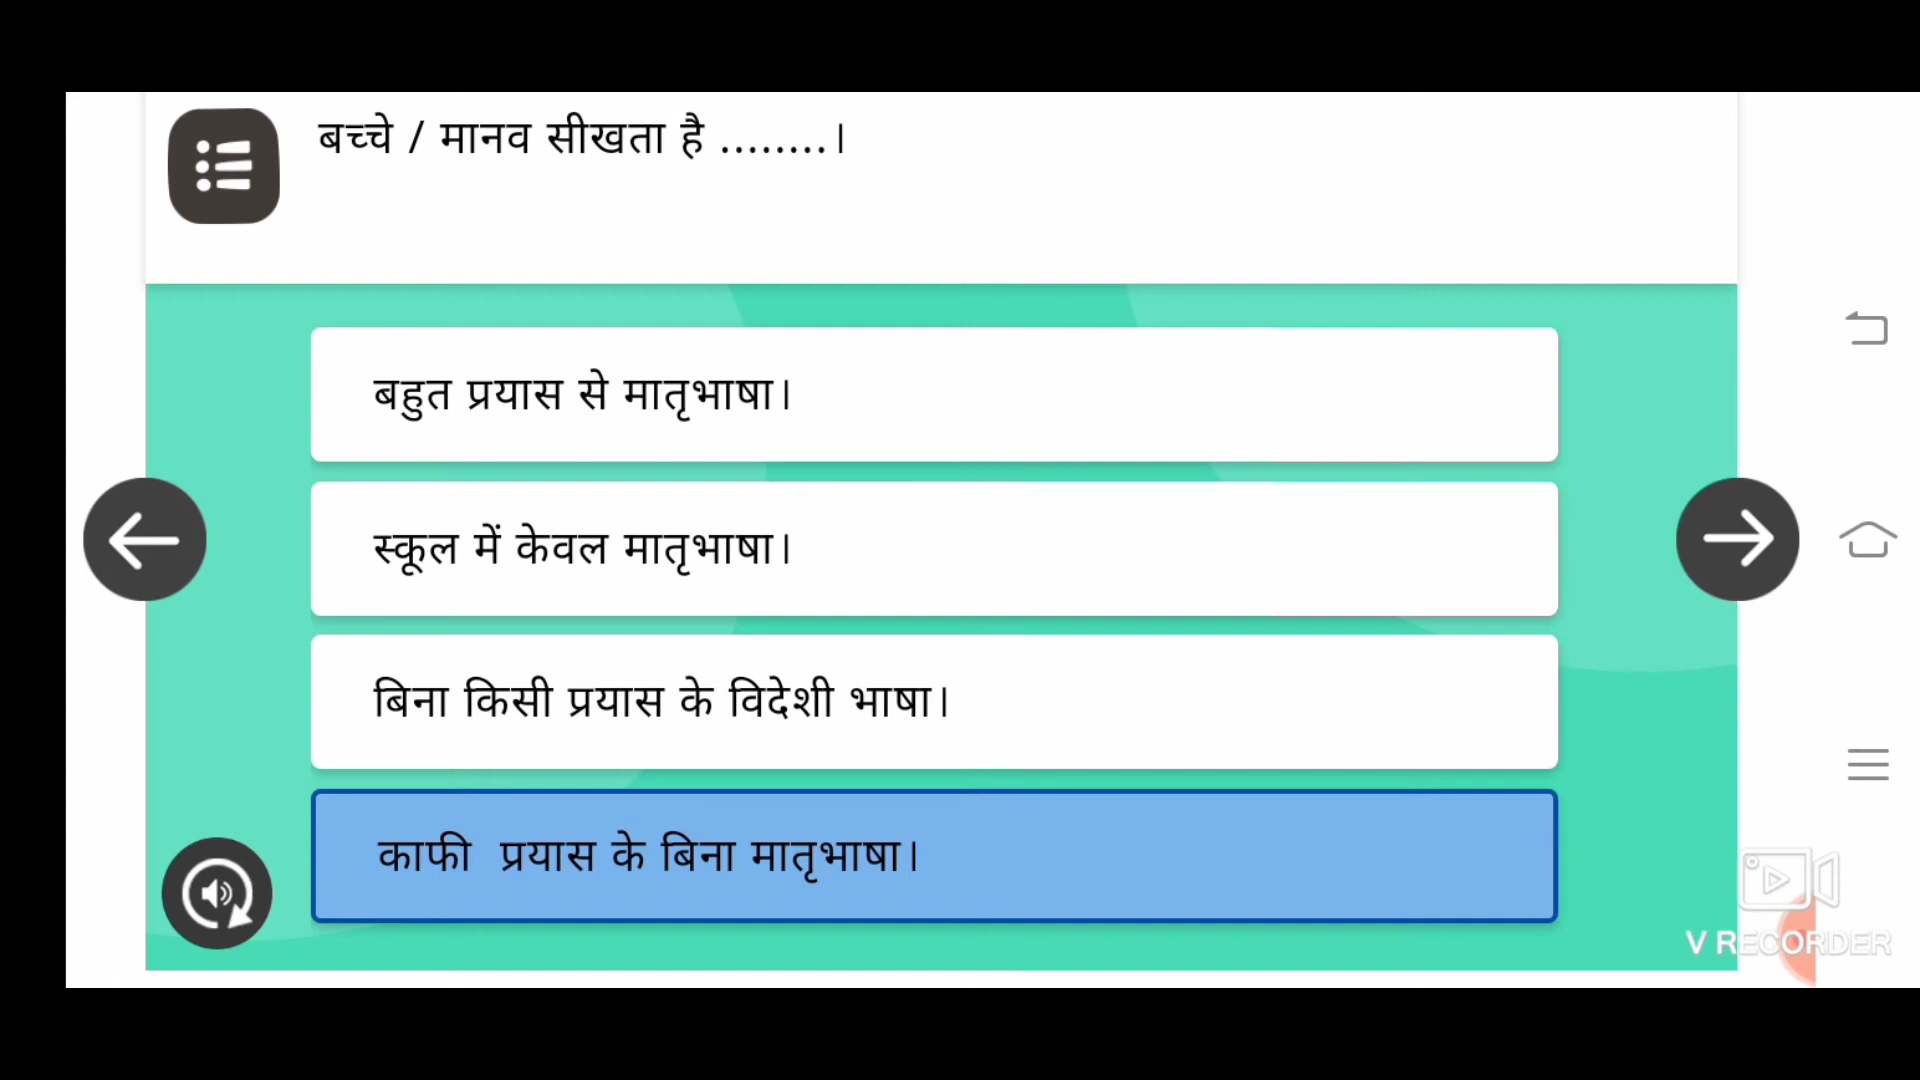 बच्चे / मानव सीखता है ........।
बहुत प्रयास से मातृभाषा।
स्कूल में केवल मातृभाषा।
बिना किसी प्रयास के विदेशी भाषा।
काफी प्रयास के बिना मातृभाषा।
V RECORDER